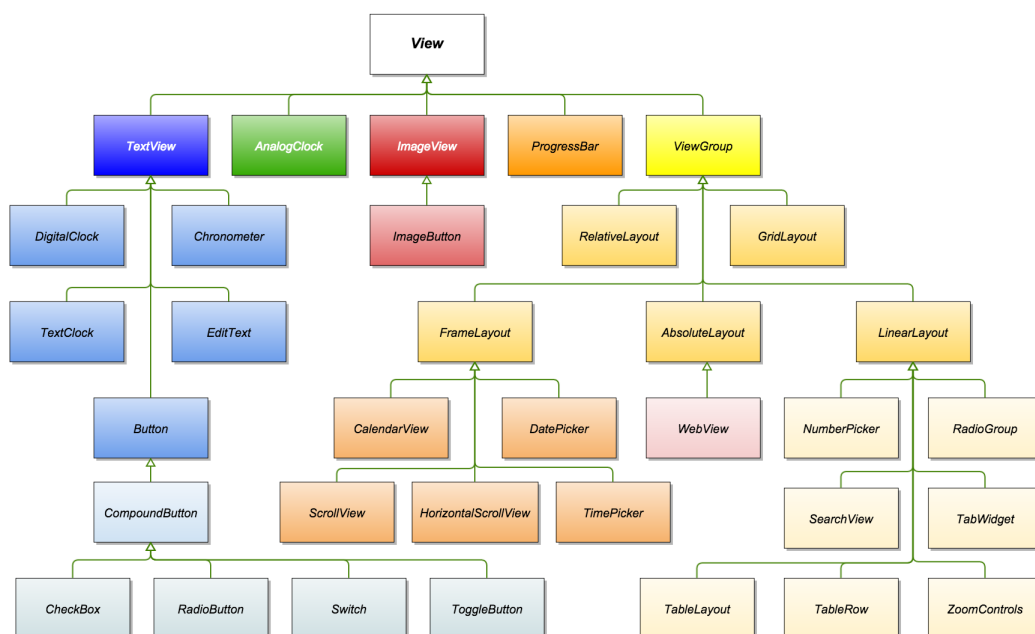 View
TextView
AnalogClock
ImageView
ProgressBar
ViewGroup
DigitalClock
Chronometer
ImageButton
RelativeLayout
GridLayout
TextClock
EditText
FrameLayout
AbsoluteLayout
LinearLayout
Button
CalendarView
DatePicker
WebView
NumberPicker
RadioGroup
CompoundButton
ScrollView
HorizontalScrollView
TimePicker
SearchView
TabWidget
CheckBox
RadioButton
Switch
ToggleButton
TableLayout
TableRow
ZoomControls